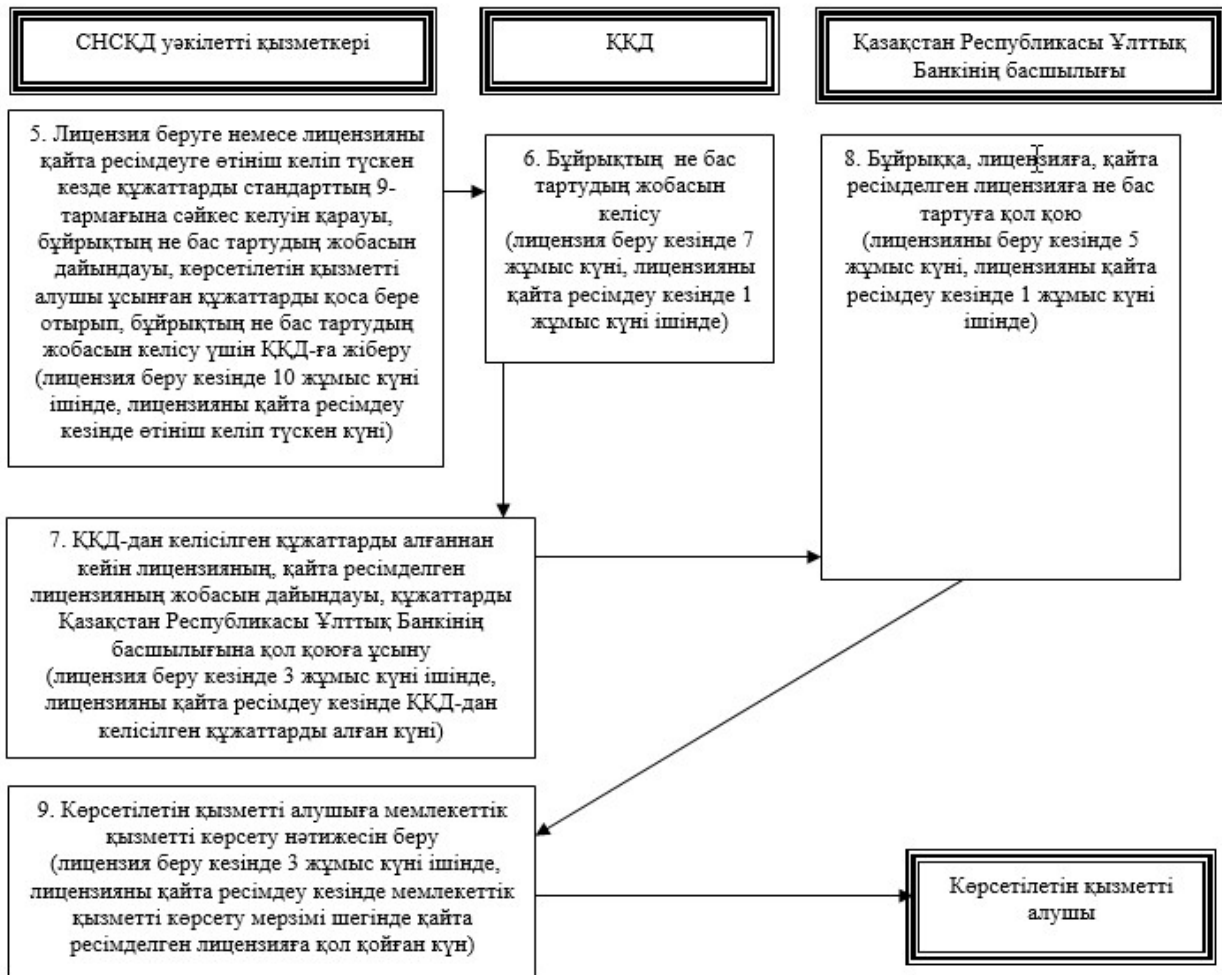 СНСҚД уәкілетті қызметкері
ҚҚД
Қазақстан Республикасы Ұлттық
Банкінің басшылығы
5. Лицензия беруге немесе лицензияны
қайта ресімдеуге өтініш келіп түскен
кезде құжаттарды стандарттың 9-
тармағына сәйкес келуін қарауы,
бұйрықтың не бас тартудың жобасын
дайындауы, көрсетілетін қызметті
алушы ұсынған құжаттарды қоса бере
отырып, бұйрықтың не бас тартудың
жобасын келісу үшін ҚҚД-ға жіберу
(лицензия беру кезінде 10 жұмыс күні
ішінде, лицензияны қайта ресімдеу
кезінде өтініш келіп түскен күні)
6. Бұйрықтың не бас
тартудың жобасын
келісу
(лицензия беру кезінде 7
жұмыс күні, лицензияны
қайта ресімдеу кезінде 1
жұмыс күні ішінде)
8. Бұйрыққа, лицензияға, қайта
ресімделген лицензияға не бас
тартуға қол қою
(лицензияны беру кезінде 5
жұмыс күні, лицензияны қайта
ресімдеу кезінде 1 жұмыс күні
ішінде)
7. ҚҚД-дан келісілген құжаттарды алғаннан
кейін лицензияның, қайта ресімделген
лицензияның жобасын дайындауы, құжаттарды
Қазақстан Республикасы Ұлттық Банкінің
басшылығына қол қоюға ұсыну
(лицензия беру кезінде 3 жұмыс күні ішінде,
лицензияны қайта ресімдеу кезінде ҚҚД-дан
келісілген құжаттарды алған күні)
9. Көрсетілетін қызметті алушыға мемлекеттік
қызметті көрсету нәтижесін беру
(лицензия беру кезінде 3 жұмыс күні ішінде,
лицензияны қайта ресімдеу кезінде мемлекеттік
қызметті көрсету мерзімі шегінде қайта
ресімделген лицензияға қол қойған күн)
Көрсетілетін қызметті
алушы